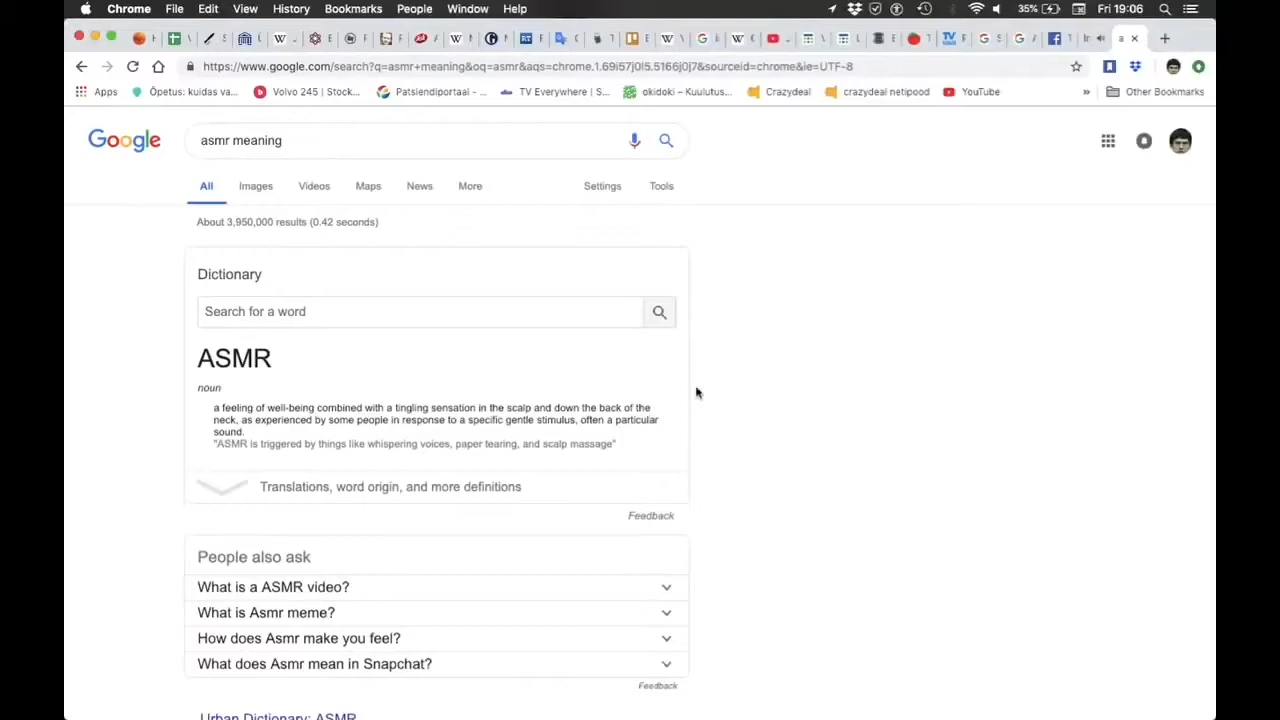 Chrome File Edit View History Bookmarks People Window Help 35% Fri 19:06
https://www.google.com/search?q=asmr+meaning&oq=asmr&aqs=chrome.1.69i57j0l5.5166j0j7&sourceid=chrome&ie=UTF-8
Apps Õpetus: kuidas va... Volvo 245 | Stock... Patsiendiportaal - ... TV Everywhere | S... okidoki – Kuulutus... Crazydeal crazydeal netipood YouTube » Other Bookmarks
Google asmr meaning
All Images Videos Maps News More Settings Tools
About 3,950,000 results (0.42 seconds)
Dictionary
Search for a word
ASMR
noun
a feeling of well-being combined with a tingling sensation in the scalp and down the back of the
neck, as experienced by some people in response to a specific gentle stimulus, often a particular
sound.
"ASMR is triggered by things like whispering voices, paper tearing, and scalp massage"
Translations, word origin, and more definitions
Feedback
People also ask
What is a ASMR video?
What is Asmr meme?
How does Asmr make you feel?
What does Asmr mean in Snapchat?
Feedback
Urban Dictionary: ASMR